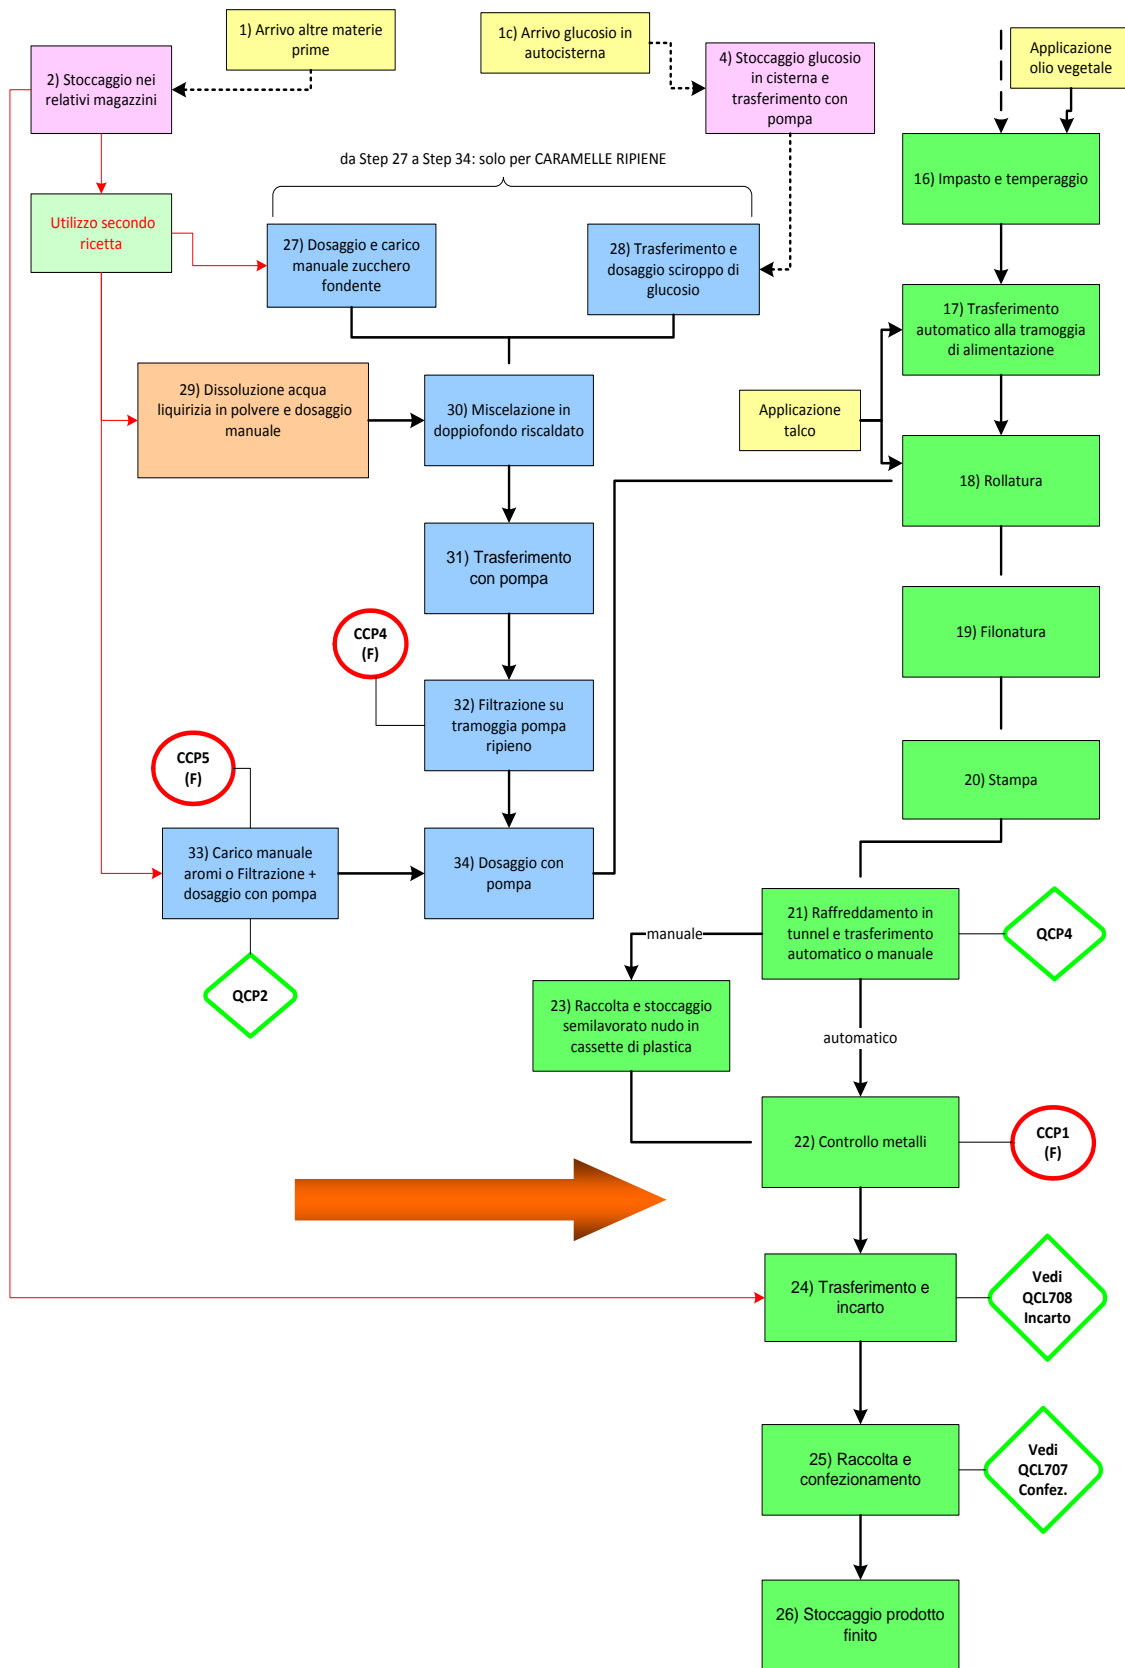 1) Arrivo altre materie
prime
1c) Arrivo glucosio in
autocisterna
Applicazione
olio vegetale
2) Stoccaggio nei
relativi magazzini
4) Stoccaggio glucosio
in cisterna e
trasferimento con
pompa
da Step 27 a Step 34: solo per CARAMELLE RIPIENE
16) Impasto e temperaggio
Utilizzo secondo
ricetta
27) Dosaggio e carico
manuale zucchero
fondente
28) Trasferimento e
dosaggio sciroppo di
glucosio
17) Trasferimento
automatico alla tramoggia
di alimentazione
29) Dissoluzione acqua
liquirizia in polvere e dosaggio
manuale
30) Miscelazione in
doppiofondo riscaldato
Applicazione
talco
18) Rollatura
31) Trasferimento
con pompa
CCP4
(F)
19) Filonatura
32) Filtrazione su
tramoggia pompa
ripieno
CCP5
(F)
20) Stampa
33) Carico manuale
aromi o Filtrazione +
dosaggio con pompa
34) Dosaggio con
pompa
21) Raffreddamento in
tunnel e trasferimento
automatico o manuale
QCP4
manuale
QCP2
23) Raccolta e stoccaggio
semilavorato nudo in
cassette di plastica
automatico
22) Controllo metalli
CCP1
(F)
24) Trasferimento e
incarto
Vedi
QCL708
Incarto
25) Raccolta e
confezionamento
Vedi
QCL707
Confez.
26) Stoccaggio prodotto
finito